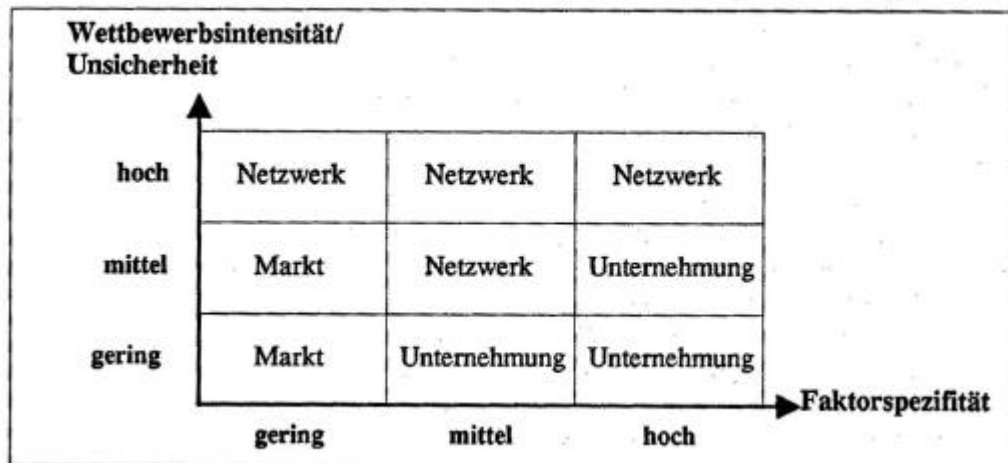 Wettbewerbsintensität/
Unsicherheit
hoch Netzwerk Netzwerk Netzwerk
mittel Markt Netzwerk Unternehmung
gering Markt Unternehmung Unternehmung
Faktorspezifität
gering mittel hoch